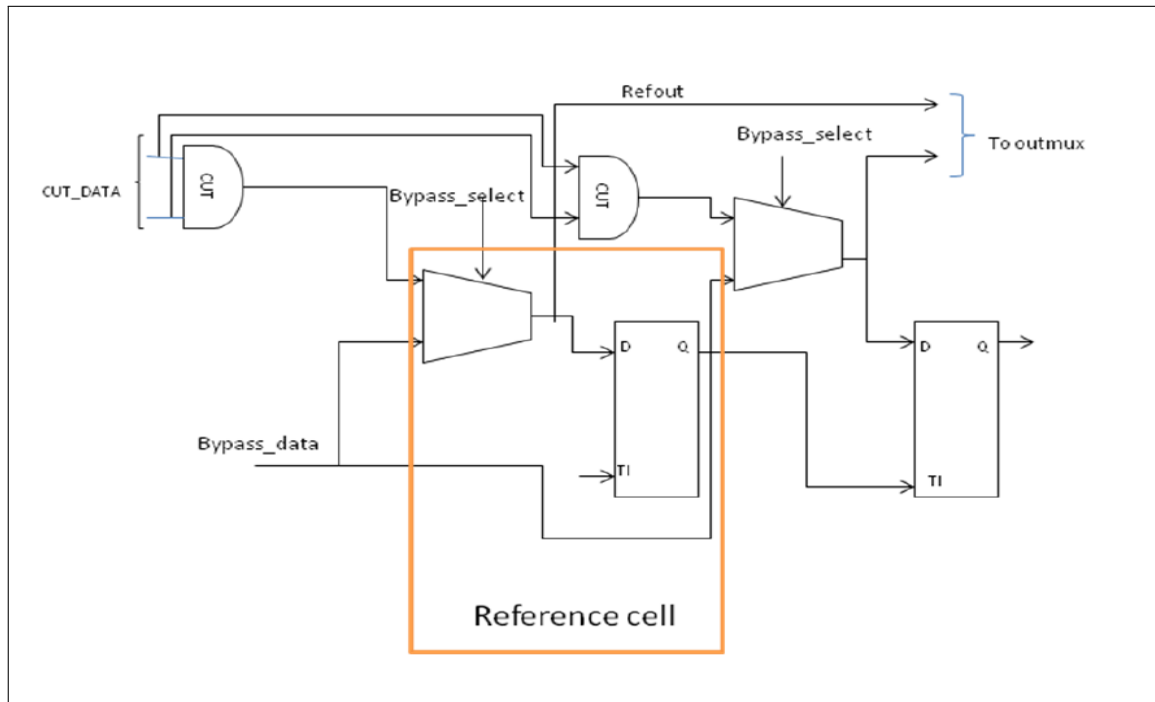 Refout
Bypass_select
To outmux
CUT_DATA
CUT
CUT
Bypass_select
D
Q
D
Q
Bypass_data
TI
TI
Reference cell